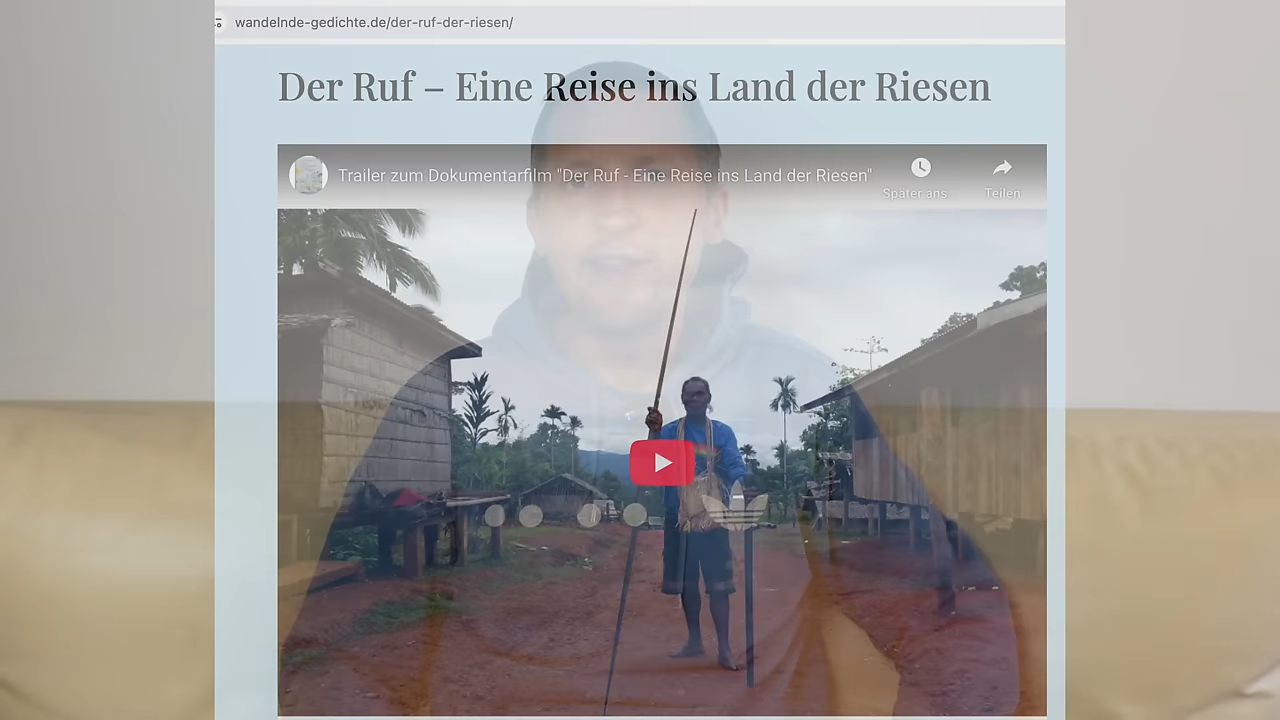 wandelnde-gedichte.de/der-ruf-der-riesen/
Der Ruf – Eine Reise ins Land der Riesen
Trailer zum Dokumentarfilm "Der Ruf - Eine Reise ins Land der Riesen"
Später ans...
Teilen